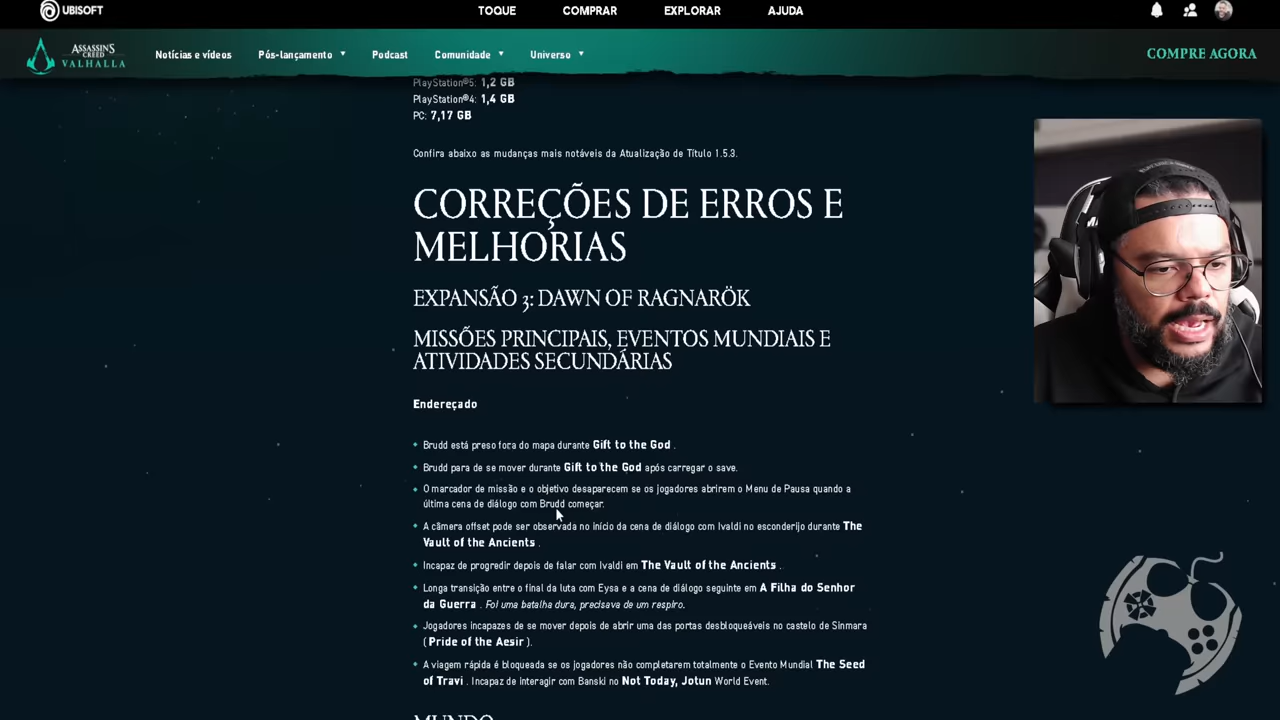 UBISOFT
TOQUE
COMPRAR
EXPLORAR
AJUDA
ASSASSIN'S
CREED
VALHALLA
Notícias e vídeos
Pós-lançamento
Podcast
Comunidade
Universo
COMPRE AGORA
PlayStation®5: 1,2 GB
PlayStation®4: 1,4 GB
PC: 7,17 GB
Confira abaixo as mudanças mais notáveis da Atualização de Título 1.5.3.
CORREÇÕES DE ERROS E
MELHORIAS
EXPANSÃO 3: DAWN OF RAGNARÖK
MISSÕES PRINCIPAIS, EVENTOS MUNDIAIS E
ATIVIDADES SECUNDÁRIAS
Endereçado
Brudd está preso fora do mapa durante Gift to the God .
Brudd para de se mover durante Gift to the God após carregar o save.
O marcador de missão e o objetivo desaparecem se os jogadores abrirem o Menu de Pausa quando a
última cena de diálogo com Brudd começar.
A câmera offset pode ser observada no início da cena de diálogo com Ivaldi no esconderijo durante The
Vault of the Ancients .
Incapaz de progredir depois de falar com Ivaldi em The Vault of the Ancients .
Longa transição entre o final da luta com Eysa e a cena de diálogo seguinte em A Filha do Senhor
da Guerra . Foi uma batalha dura, precisava de um respiro.
Jogadores incapazes de se mover depois de abrir uma das portas desbloqueáveis no castelo de Sinmara
( Pride of the Aesir ).
A viagem rápida é bloqueada se os jogadores não completarem totalmente o Evento Mundial The Seed
of Travi . Incapaz de interagir com Banski no Not Today, Jotun World Event.
MUNDO